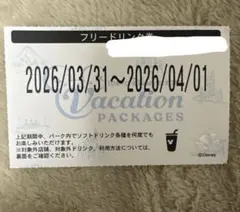 フリードリンク券
2026/03/31～2026/04/01
Vacation
PACKAGES
上記期間中、パーク内でソフトドリンク各種を何度でも
お楽しみいただけます。
※対象外店舗、対象外ドリンク、利用方法については、
裏面をご確認ください。
©Disney